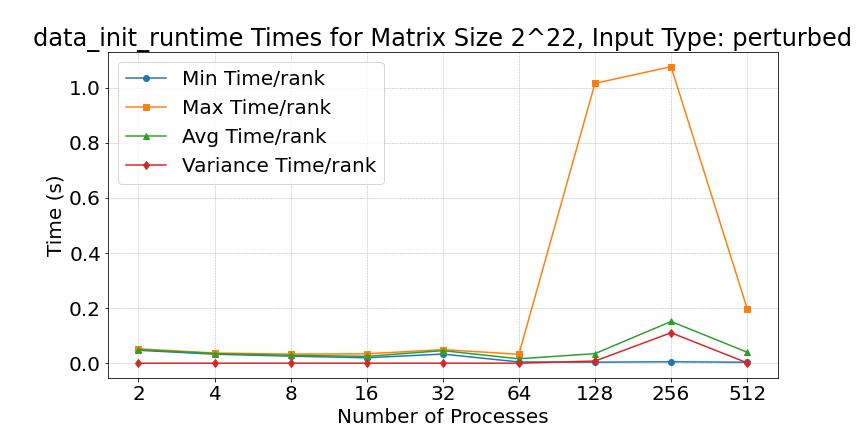 data_init_runtime Times for Matrix Size 2^22, Input Type: perturbed
Min Time/rank
Max Time/rank
Avg Time/rank
Variance Time/rank
Time (s)
1.0
0.8
0.6
0.4
0.2
0.0
2 4 8 16 32 64 128 256 512
Number of Processes